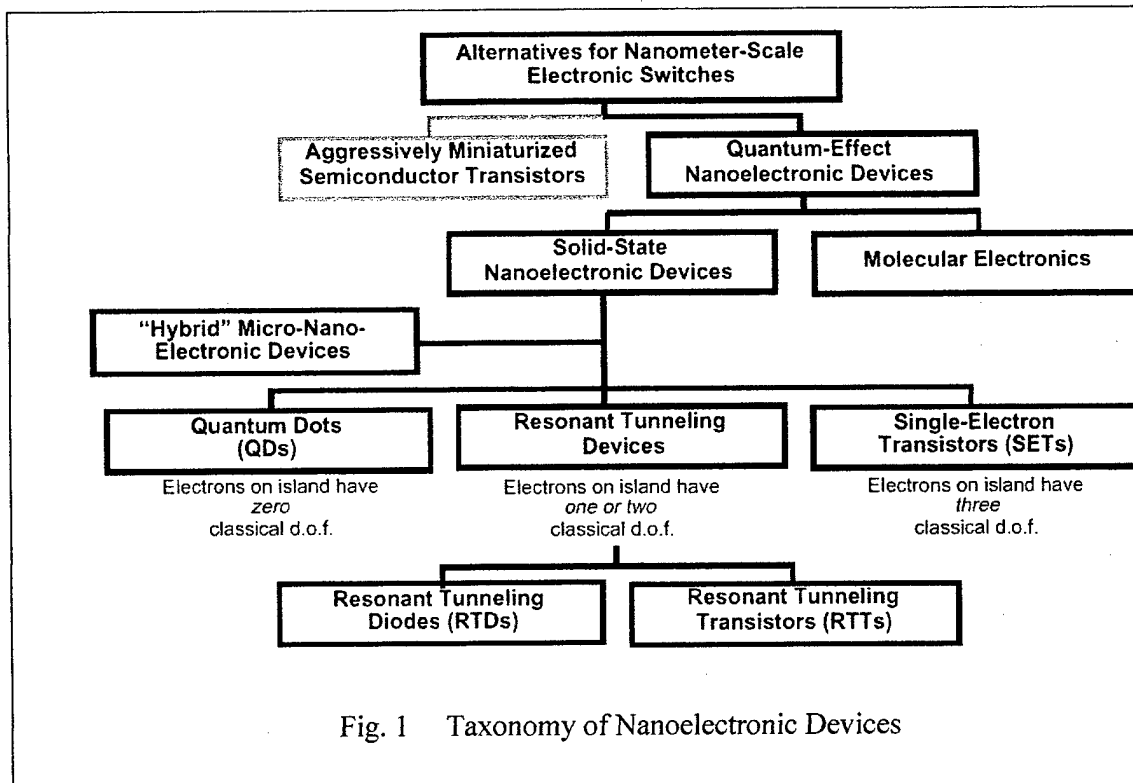 Alternatives for Nanometer-Scale
Electronic Switches
Aggressively Miniaturized
Semiconductor Transistors
Quantum-Effect
Nanoelectronic Devices
Solid-State
Nanoelectronic Devices
Molecular Electronics
“Hybrid” Micro-Nano-
Electronic Devices
Quantum Dots
(QDs)
Resonant Tunneling
Devices
Single-Electron
Transistors (SETs)
Electrons on island have
zero
classical d.o.f.
Electrons on island have
one or two
classical d.o.f.
Electrons on island have
three
classical d.o.f.
Resonant Tunneling
Diodes (RTDs)
Resonant Tunneling
Transistors (RTTs)
Fig. 1 Taxonomy of Nanoelectronic Devices